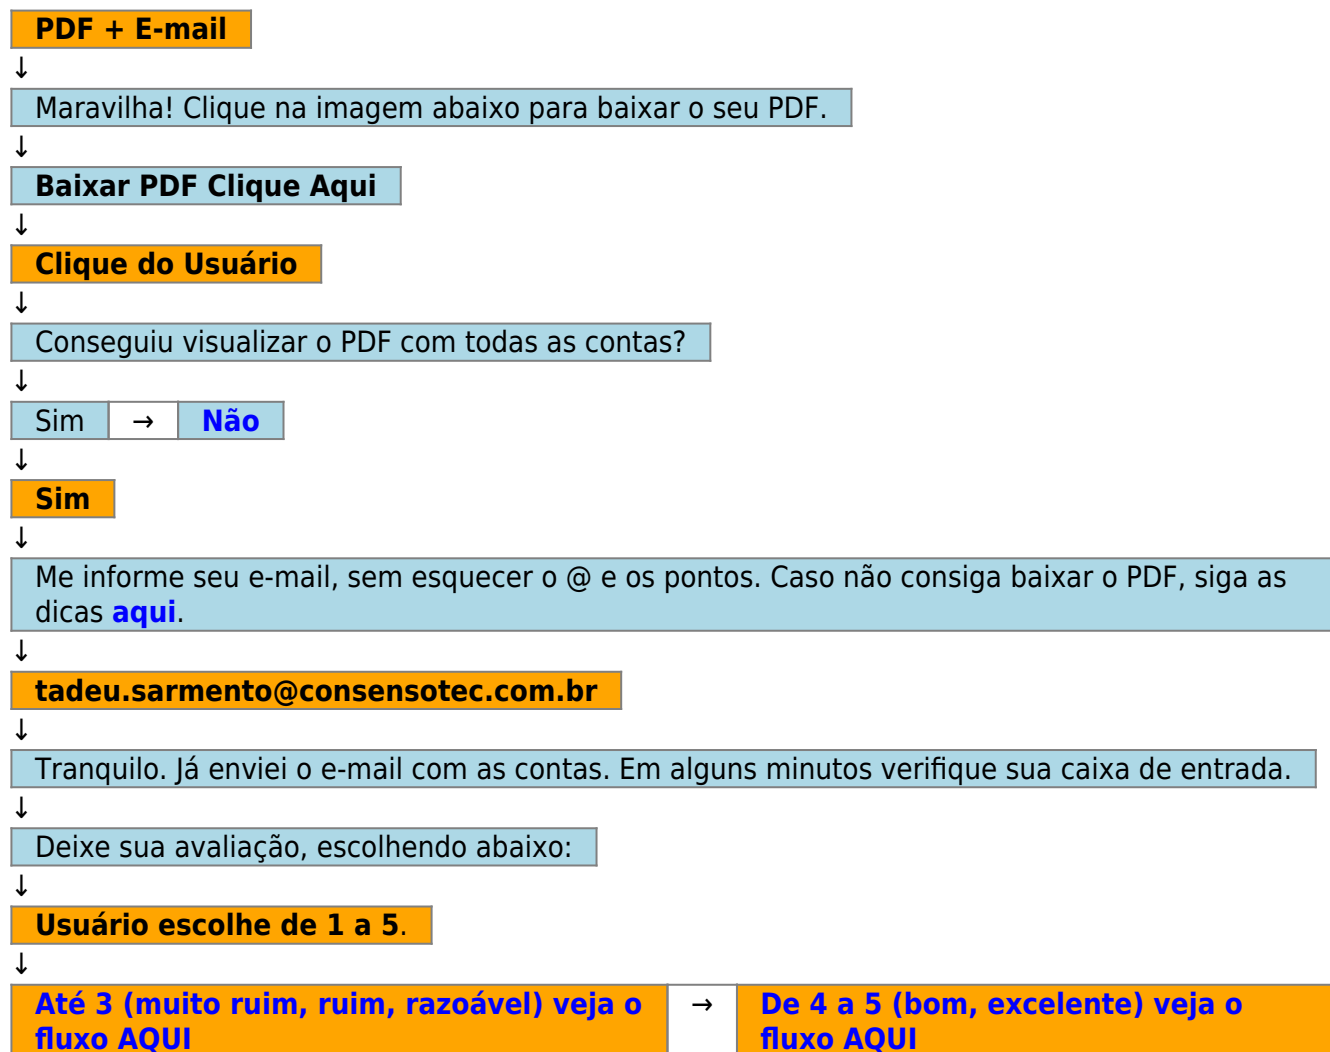 PDF + E-mail
↓
Maravilha! Clique na imagem abaixo para baixar o seu PDF.
↓
Baixar PDF Clique Aqui
↓
Clique do Usuário
↓
Conseguiu visualizar o PDF com todas as contas?
↓
Sim → Não
↓
Sim
↓
Me informe seu e-mail, sem esquecer o @ e os pontos. Caso não consiga baixar o PDF, siga as
dicas aqui.
↓
tadeu.sarmento@consensotec.com.br
↓
Tranquilo. Já enviei o e-mail com as contas. Em alguns minutos verifique sua caixa de entrada.
↓
Deixe sua avaliação, escolhendo abaixo:
↓
Usuário escolhe de 1 a 5.
↓
Até 3 (muito ruim, ruim, razoável) veja o
fluxo AQUI
→
De 4 a 5 (bom, excelente) veja o
fluxo AQUI